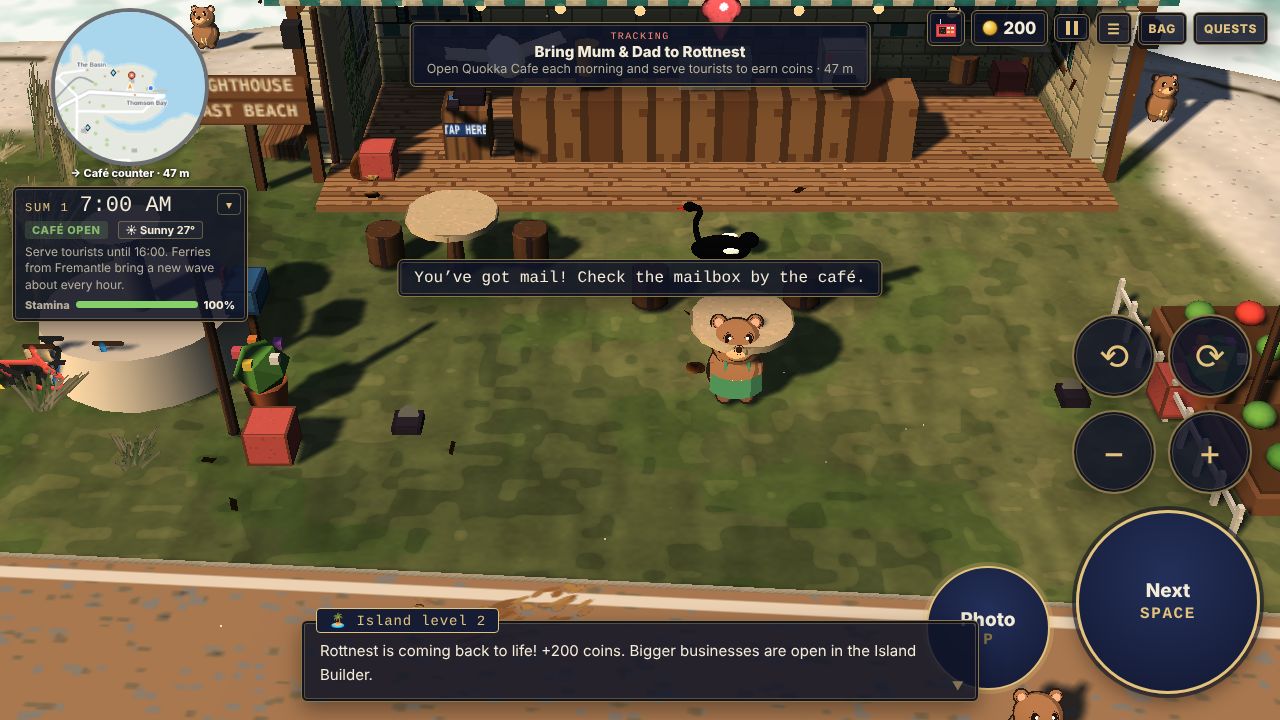 TRACKING
Bring Mum & Dad to Rottnest
Open Quokka Cafe each morning and serve tourists to earn coins · 47 m
200
BAG
QUESTS
The Basin
Thomson Bay
GHTHOUSE
AST BEACH
TAP HERE
→ Café counter · 47 m
SUM 1 7:00 AM
▼
CAFÉ OPEN
☀ Sunny 27°
Serve tourists until 16:00. Ferries
from Fremantle bring a new wave
about every hour.
Stamina 100%
You've got mail! Check the mailbox by the café.
⟲ ⟳
− +
Next
SPACE
Photo
P
🏝️ Island level 2
Rottnest is coming back to life! +200 coins. Bigger businesses are open in the Island
Builder.
▼